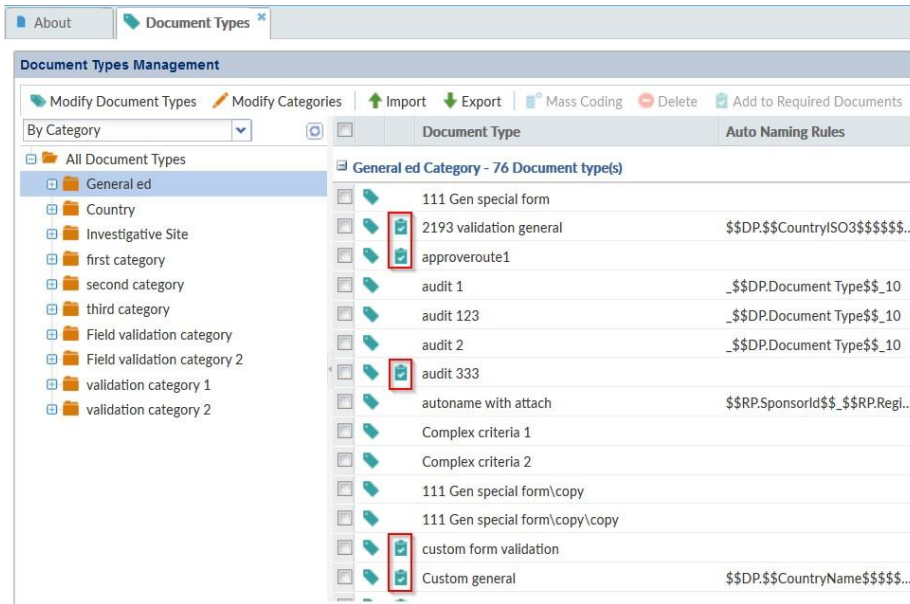 About
Document Types
Document Types Management
Modify Document Types Modify Categories Import Export Mass Coding Delete Add to Required Documents
By Category
All Document Types
General ed
Country
Investigative Site
first category
second category
third category
Field validation category
Field validation category 2
validation category 1
validation category 2
Document Type Auto Naming Rules
General ed Category - 76 Document type(s)
111 Gen special form
2193 validation general $$DP.$$CountryISO3$$$$$$...
approveroute1
audit 1 _$$DP.Document Type$$_10
audit 123 _$$DP.Document Type$$_10
audit 2 _$$DP.Document Type$$_10
audit 333
autoname with attach $$RP.SponsorId$$_$$RP.Regi...
Complex criteria 1
Complex criteria 2
111 Gen special form\copy
111 Gen special form\copy\copy
custom form validation
Custom general $$DP.$$CountryName$$$$$...